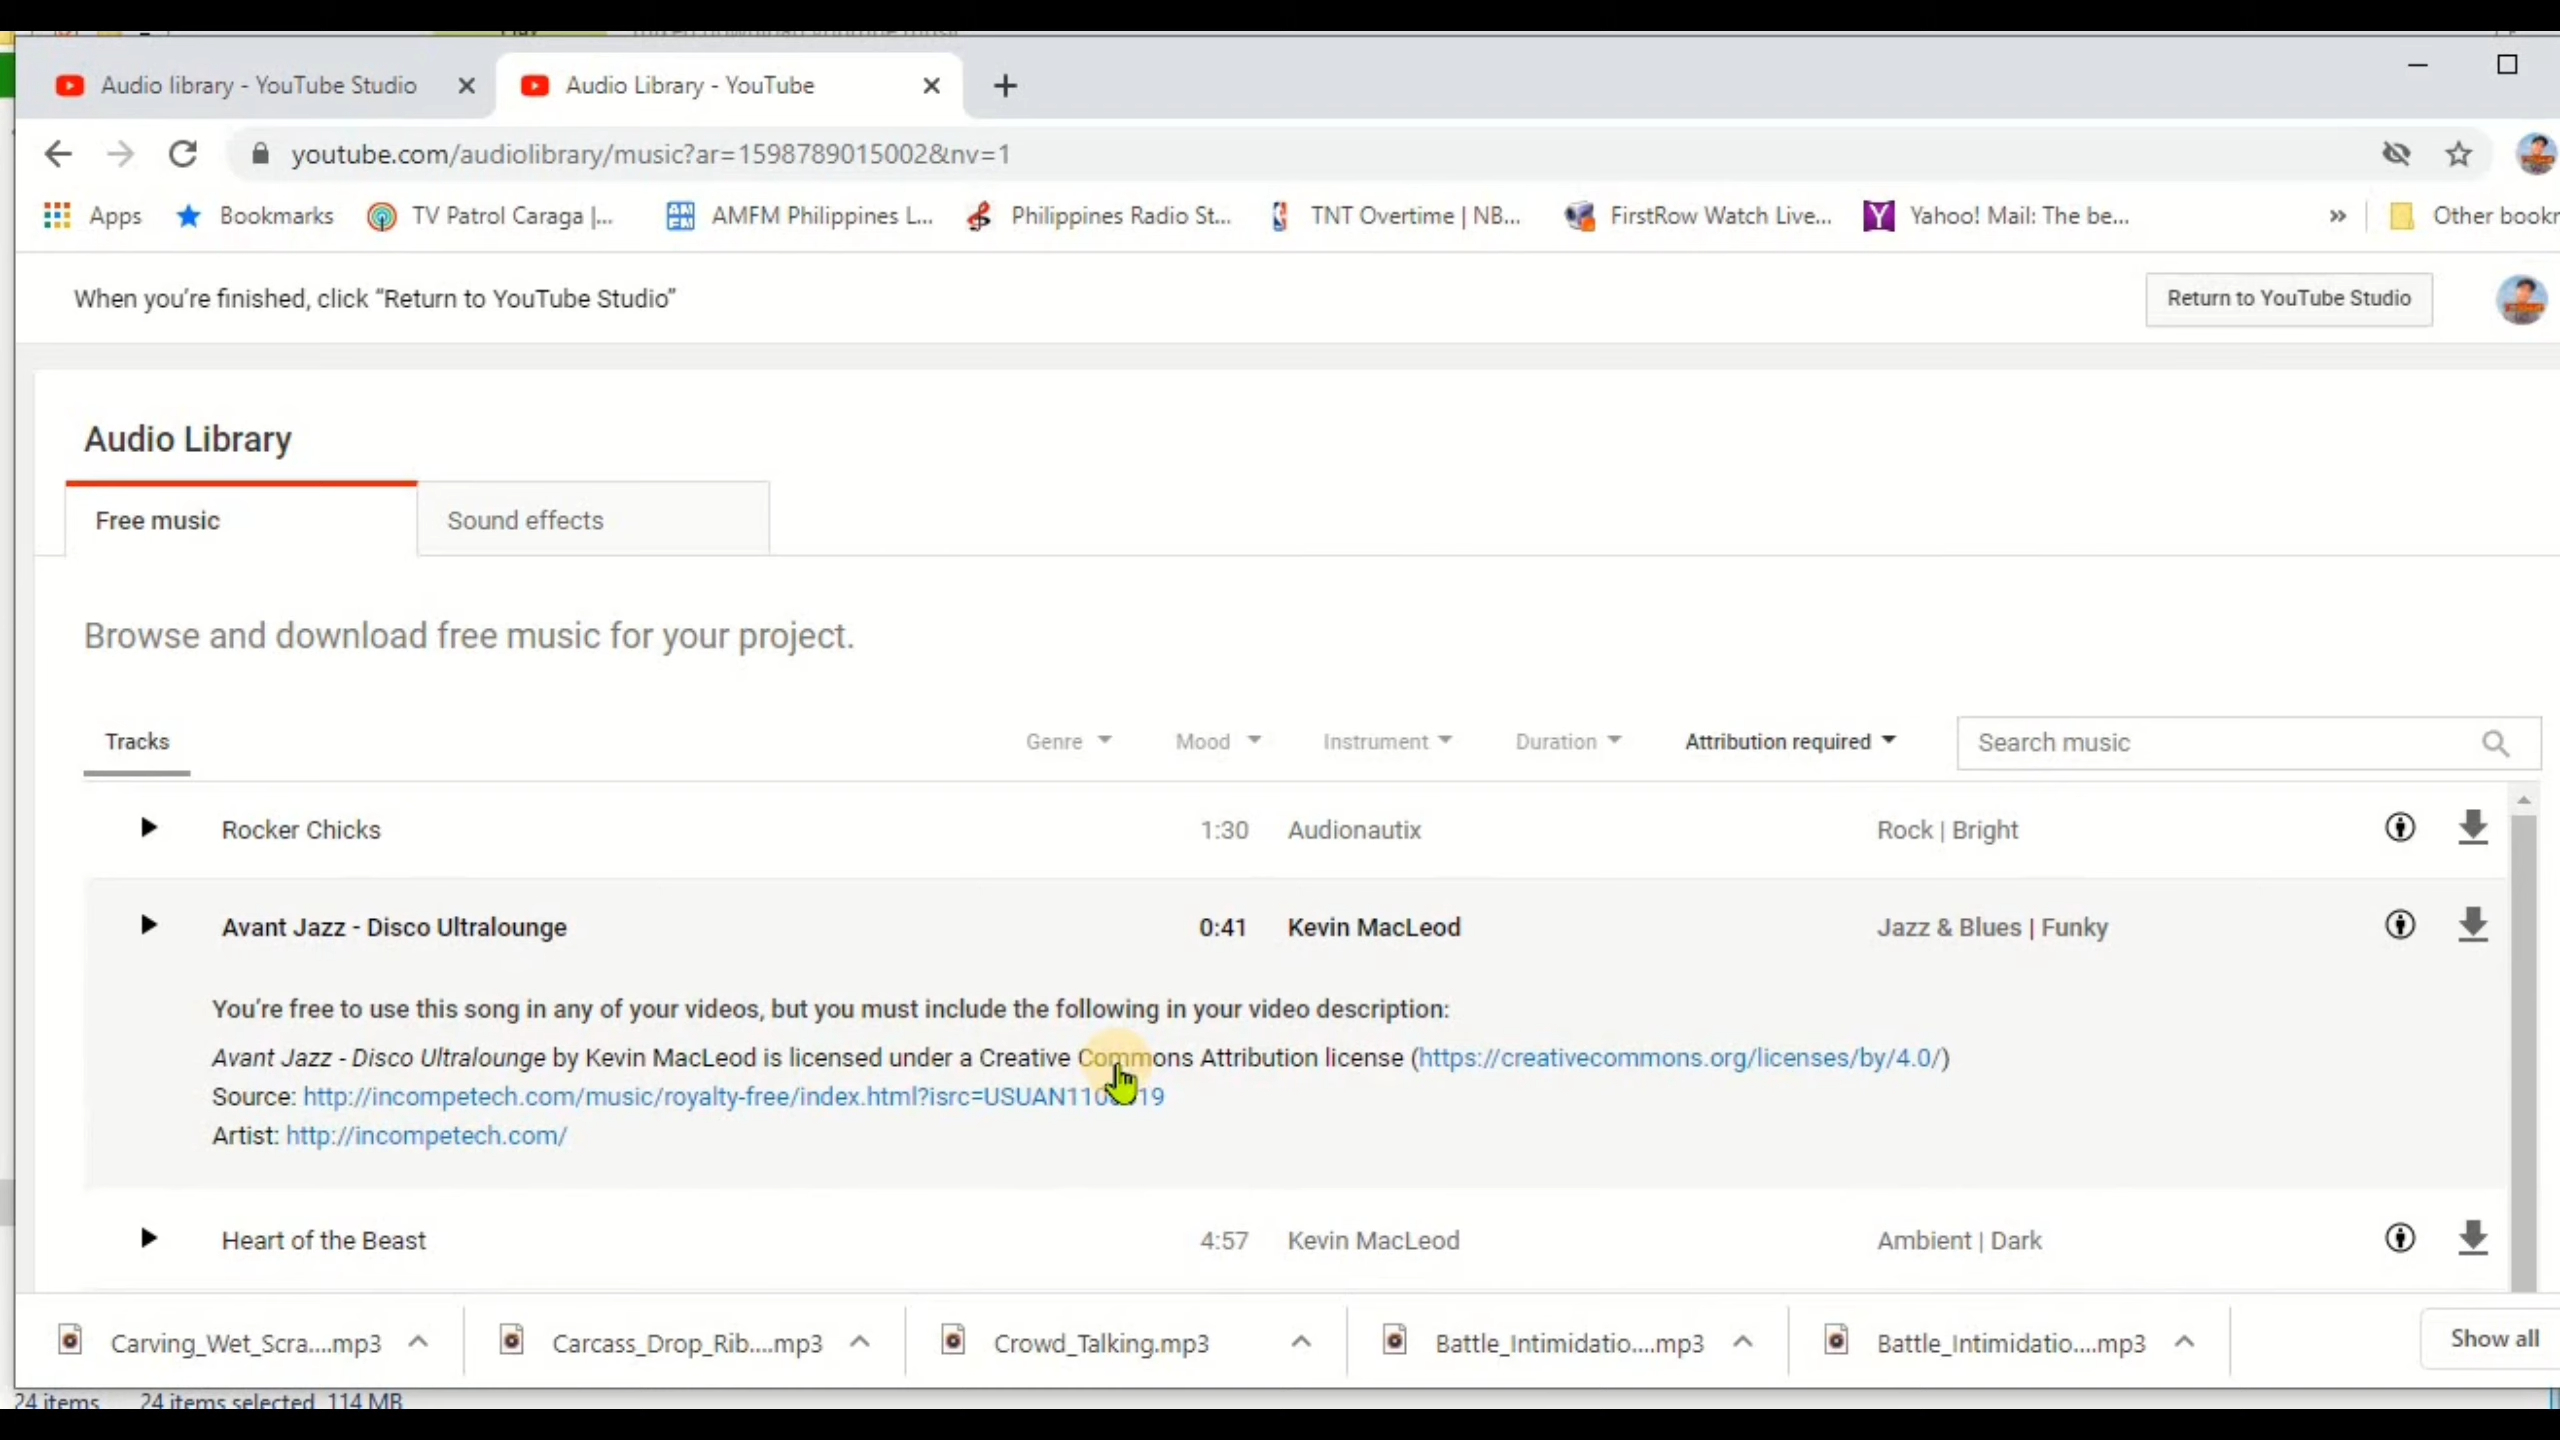 Audio library - YouTube Studio
Audio Library - YouTube
youtube.com/audiolibrary/music?ar=1598789015002&nv=1
Apps Bookmarks TV Patrol Caraga |... AMFM Philippines L... Philippines Radio St... TNT Overtime | NB... FirstRow Watch Live... Yahoo! Mail: The be... » Other bookr
When you're finished, click “Return to YouTube Studio”
Return to YouTube Studio
Audio Library
Free music
Sound effects
Browse and download free music for your project.
Tracks Genre Mood Instrument Duration Attribution required Search music
Rocker Chicks 1:30 Audionautix Rock | Bright
Avant Jazz - Disco Ultralounge 0:41 Kevin MacLeod Jazz & Blues | Funky
You're free to use this song in any of your videos, but you must include the following in your video description:
Avant Jazz - Disco Ultralounge by Kevin MacLeod is licensed under a Creative Commons Attribution license (https://creativecommons.org/licenses/by/4.0/)
Source: http://incompetech.com/music/royalty-free/index.html?isrc=
Artist: http://incompetech.com/
Heart of the Beast 4:57 Kevin MacLeod Ambient | Dark
Carving_Wet_Scra....mp3 Carcass_Drop_Rib....mp3 Crowd_Talking.mp3 Battle_Intimidatio....mp3 Battle_Intimidatio....mp3 Show all
24 items 24 items selected 114 MB